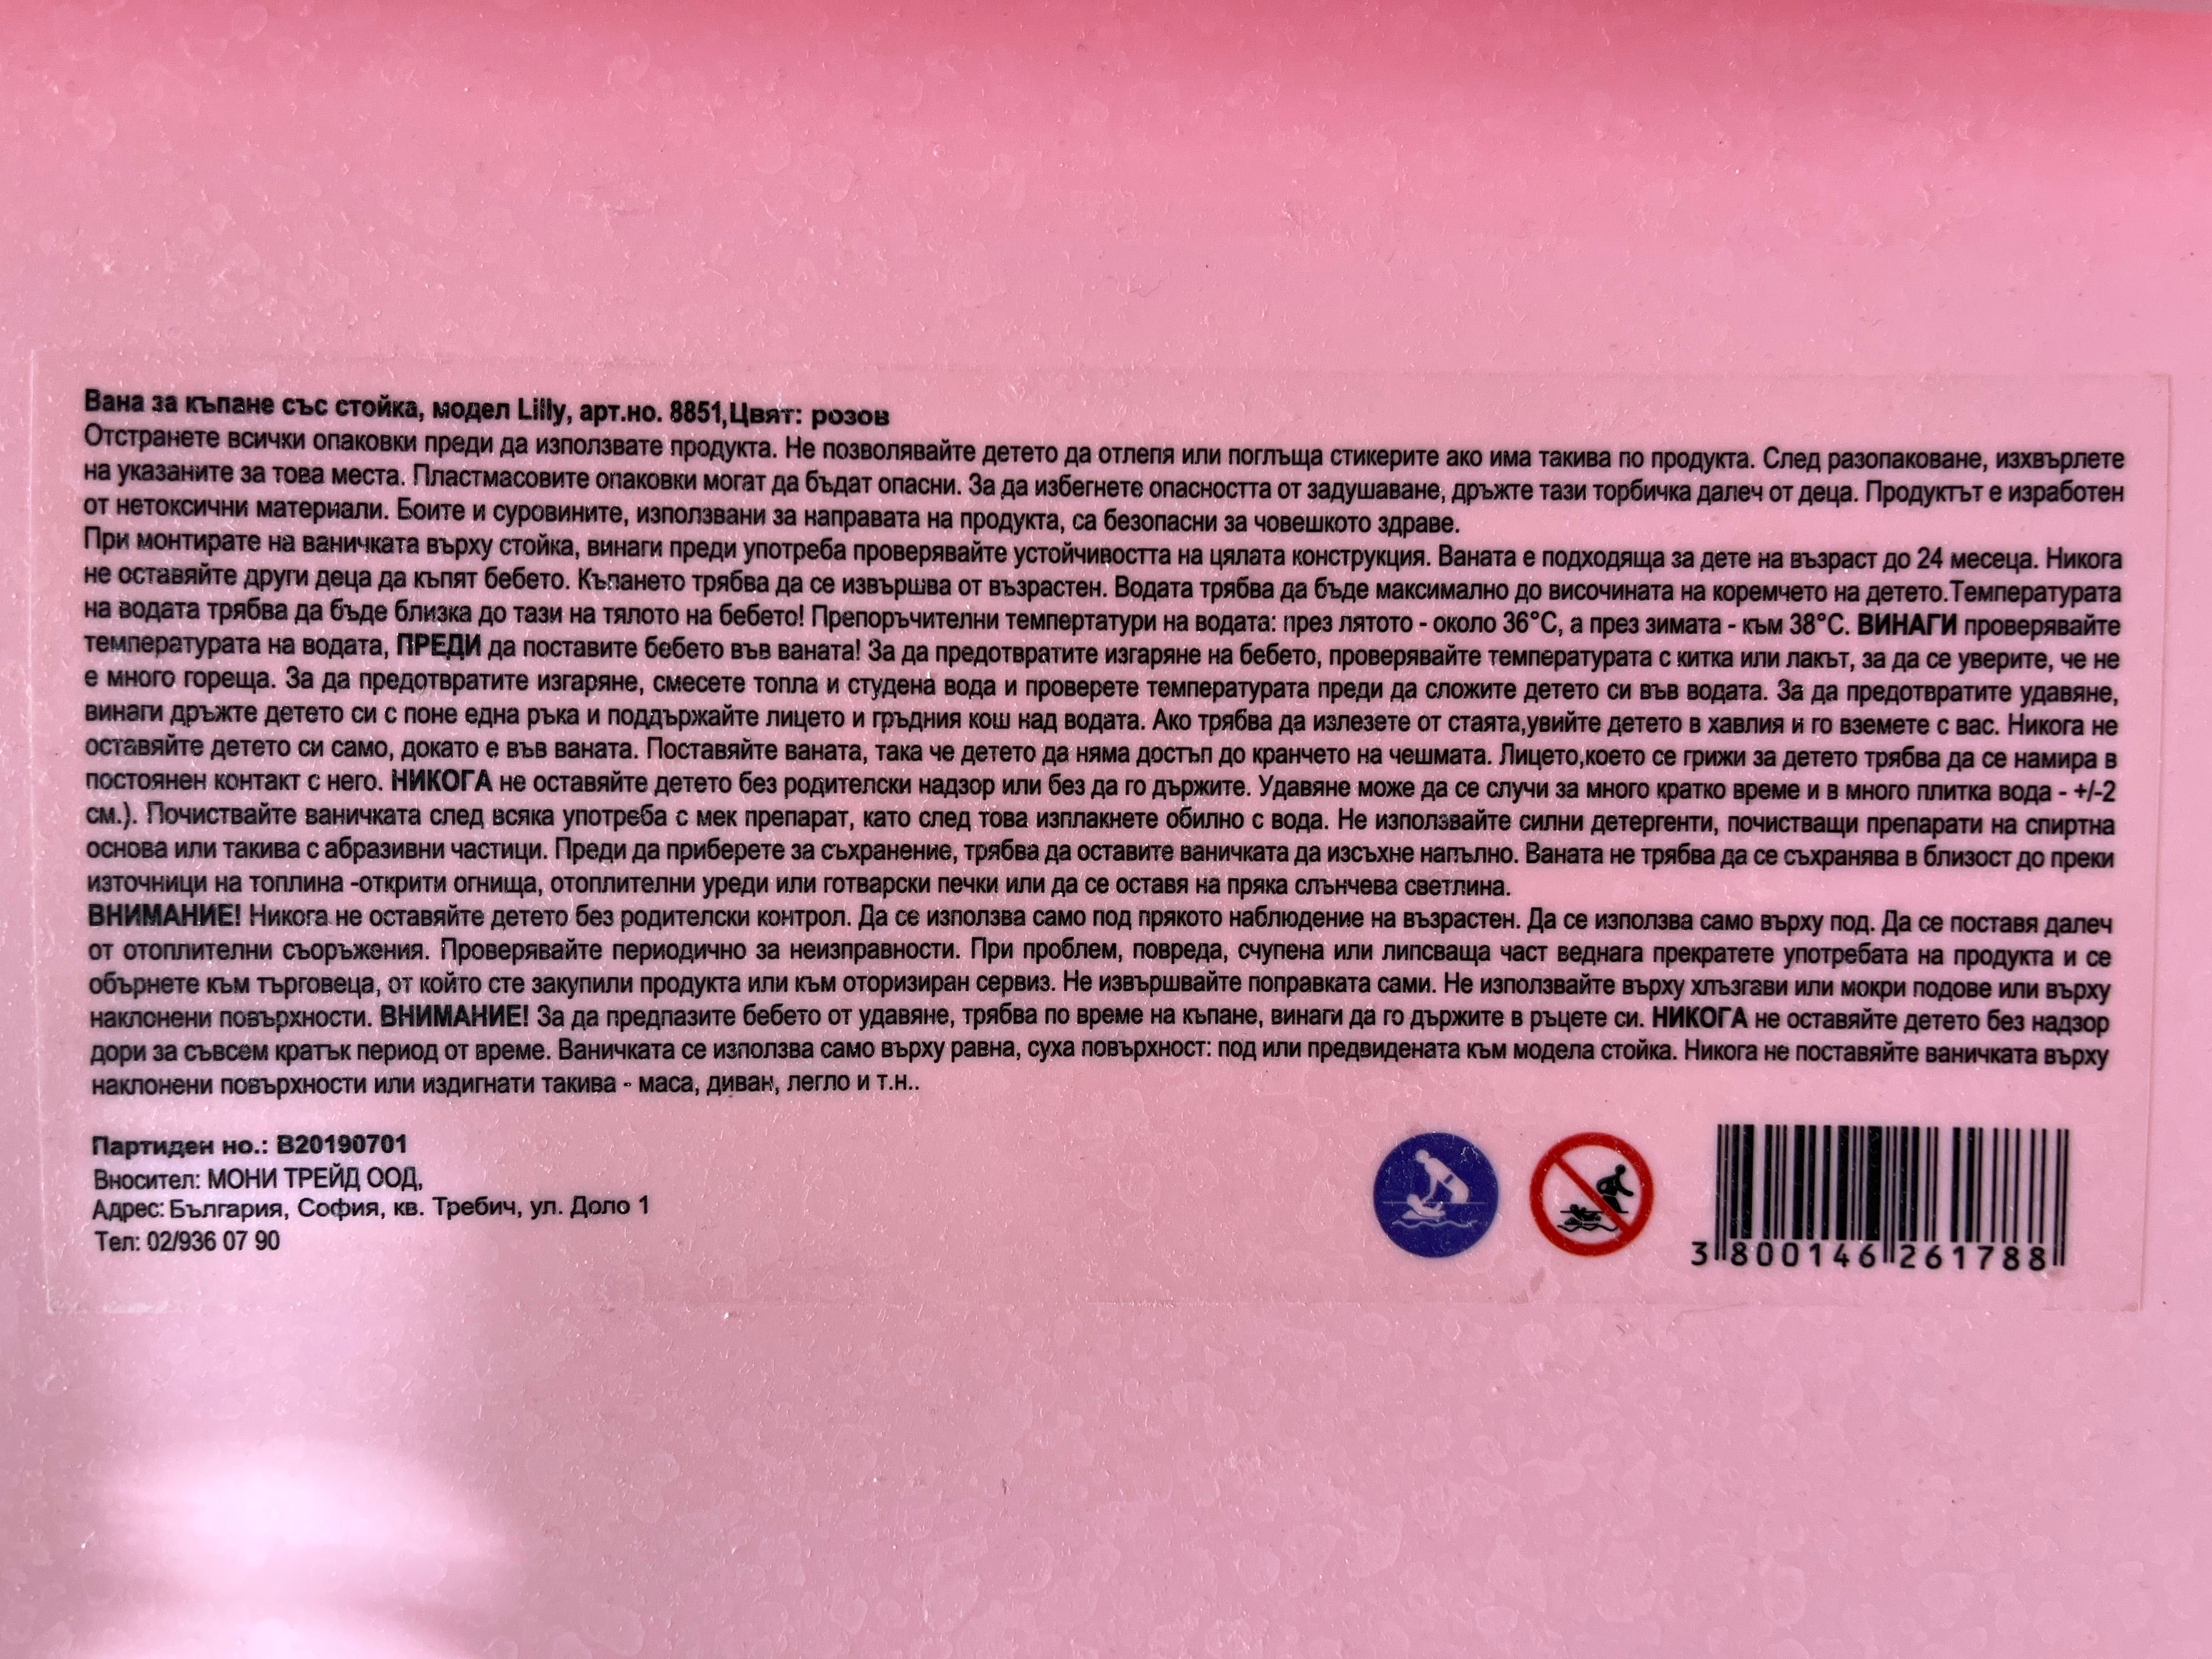 Вана за къпане със стойка, модел Lilly, арт.но. 8851,Цвят: розов
Отстранете всички опаковки преди да използвате продукта. Не позволявайте детето да отлепя или поглъща стикерите ако има такива по продукта. След разопаковане, изхвърлете
на указаните за това места. Пластмасовите опаковки могат да бъдат опасни. За да избегнете опасността от задушаване, дръжте тази торбичка далеч от деца. Продуктът е изработен
от нетоксични материали. Боите и суровините, използвани за направата на продукта, са безопасни за човешкото здраве.
При монтирате на ваничката върху стойка, винаги преди употреба проверявайте устойчивостта на цялата конструкция. Ваната е подходяща за дете на възраст до 24 месеца. Никога
не оставяйте други деца да къпят бебето. Къпането трябва да се извършва от възрастен. Водата трябва да бъде максимално до височината на коремчето на детето.Температурата
на водата трябва да бъде близка до тази на тялото на бебето! Препоръчителни темпертатури на водата: през лятото - около 36°С, а през зимата - към 38°С. ВИНАГИ проверявайте
температурата на водата, ПРЕДИ да поставите бебето във ваната! За да предотвратите изгаряне на бебето, проверявайте температурата с китка или лакът, за да се уверите, че не
е много гореща. За да предотвратите изгаряне, смесете топла и студена вода и проверете температурата преди да сложите детето си във водата. За да предотвратите удавяне,
винаги дръжте детето си с поне една ръка и поддържайте лицето и гръдния кош над водата. Ако трябва да излезете от стаята,увийте детето в хавлия и го вземете с вас. Никога не
оставяйте детето си само, докато е във ваната. Поставяйте ваната, така че детето да няма достъп до кранчето на чешмата. Лицето,което се грижи за детето трябва да се намира в
постоянен контакт с него. НИКОГА не оставяйте детето без родителски надзор или без да го държите. Удавяне може да се случи за много кратко време и в много плитка вода - +/-2
см.). Почиствайте ваничката след всяка употреба с мек препарат, като след това изплакнете обилно с вода. Не използвайте силни детергенти, почистващи препарати на спиртна
основа или такива с абразивни частици. Преди да приберете за съхранение, трябва да оставите ваничката да изсъхне напълно. Ваната не трябва да се съхранява в близост до преки
източници на топлина -открити огнища, отоплителни уреди или готварски печки или да се оставя на пряка слънчева светлина.
ВНИМАНИЕ! Никога не оставяйте детето без родителски контрол. Да се използва само под прякото наблюдение на възрастен. Да се използва само върху под. Да се поставя далеч
от отоплителни съоръжения. Проверявайте периодично за неизправности. При проблем, повреда, счупена или липсваща част веднага прекратете употребата на продукта и се
обърнете към търговеца, от който сте закупили продукта или към оторизиран сервиз. Не извършвайте поправката сами. Не използвайте върху хлъзгави или мокри подове или върху
наклонени повърхности. ВНИМАНИЕ! За да предпазите бебето от удавяне, трябва по време на къпане, винаги да го държите в ръцете си. НИКОГА не оставяйте детето без надзор
дори за съвсем кратък период от време. Ваничката се използва само върху равна, суха повърхност: под или предвидената към модела стойка. Никога не поставяйте ваничката върху
наклонени повърхности или издигнати такива - маса, диван, легло и т.н..
Партиден но.: B20190701
Вносител: МОНИ ТРЕЙД ООД,
Адрес: България, София, кв. Требич, ул. Доло 1
Тел: 02/936 07 90
3 800146 261788